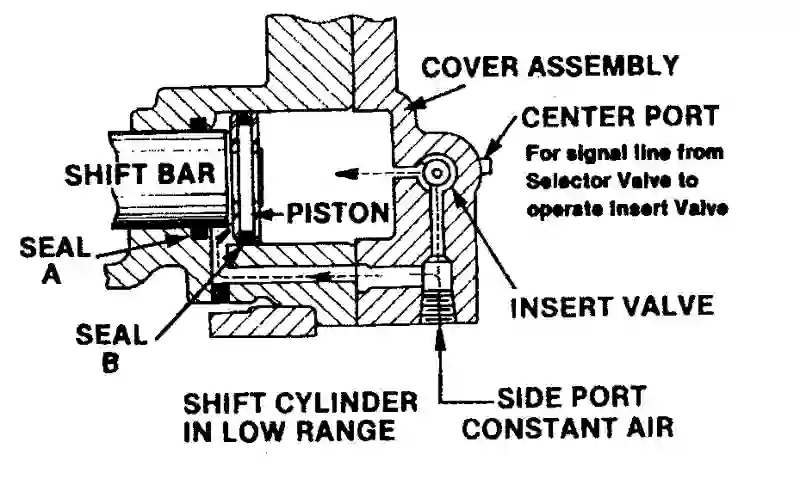 COVER ASSEMBLY
CENTER PORT
For signal line from
Selector Valve to
operate Insert Valve
SHIFT BAR
PISTON
SEAL
A
SEAL
B
INSERT VALVE
SHIFT CYLINDER
IN LOW RANGE
SIDE PORT
CONSTANT AIR